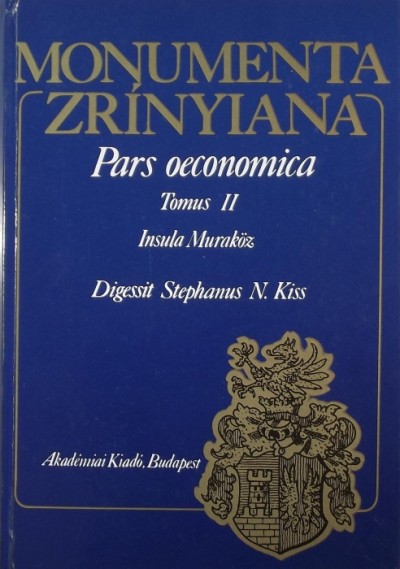 MONUMENTA
ZRÍNYIANA
Pars oeconomica
Tomus II
Insula Muraköz
Digessit Stephanus N. Kiss
Akadémiai Kiadó, Budapest